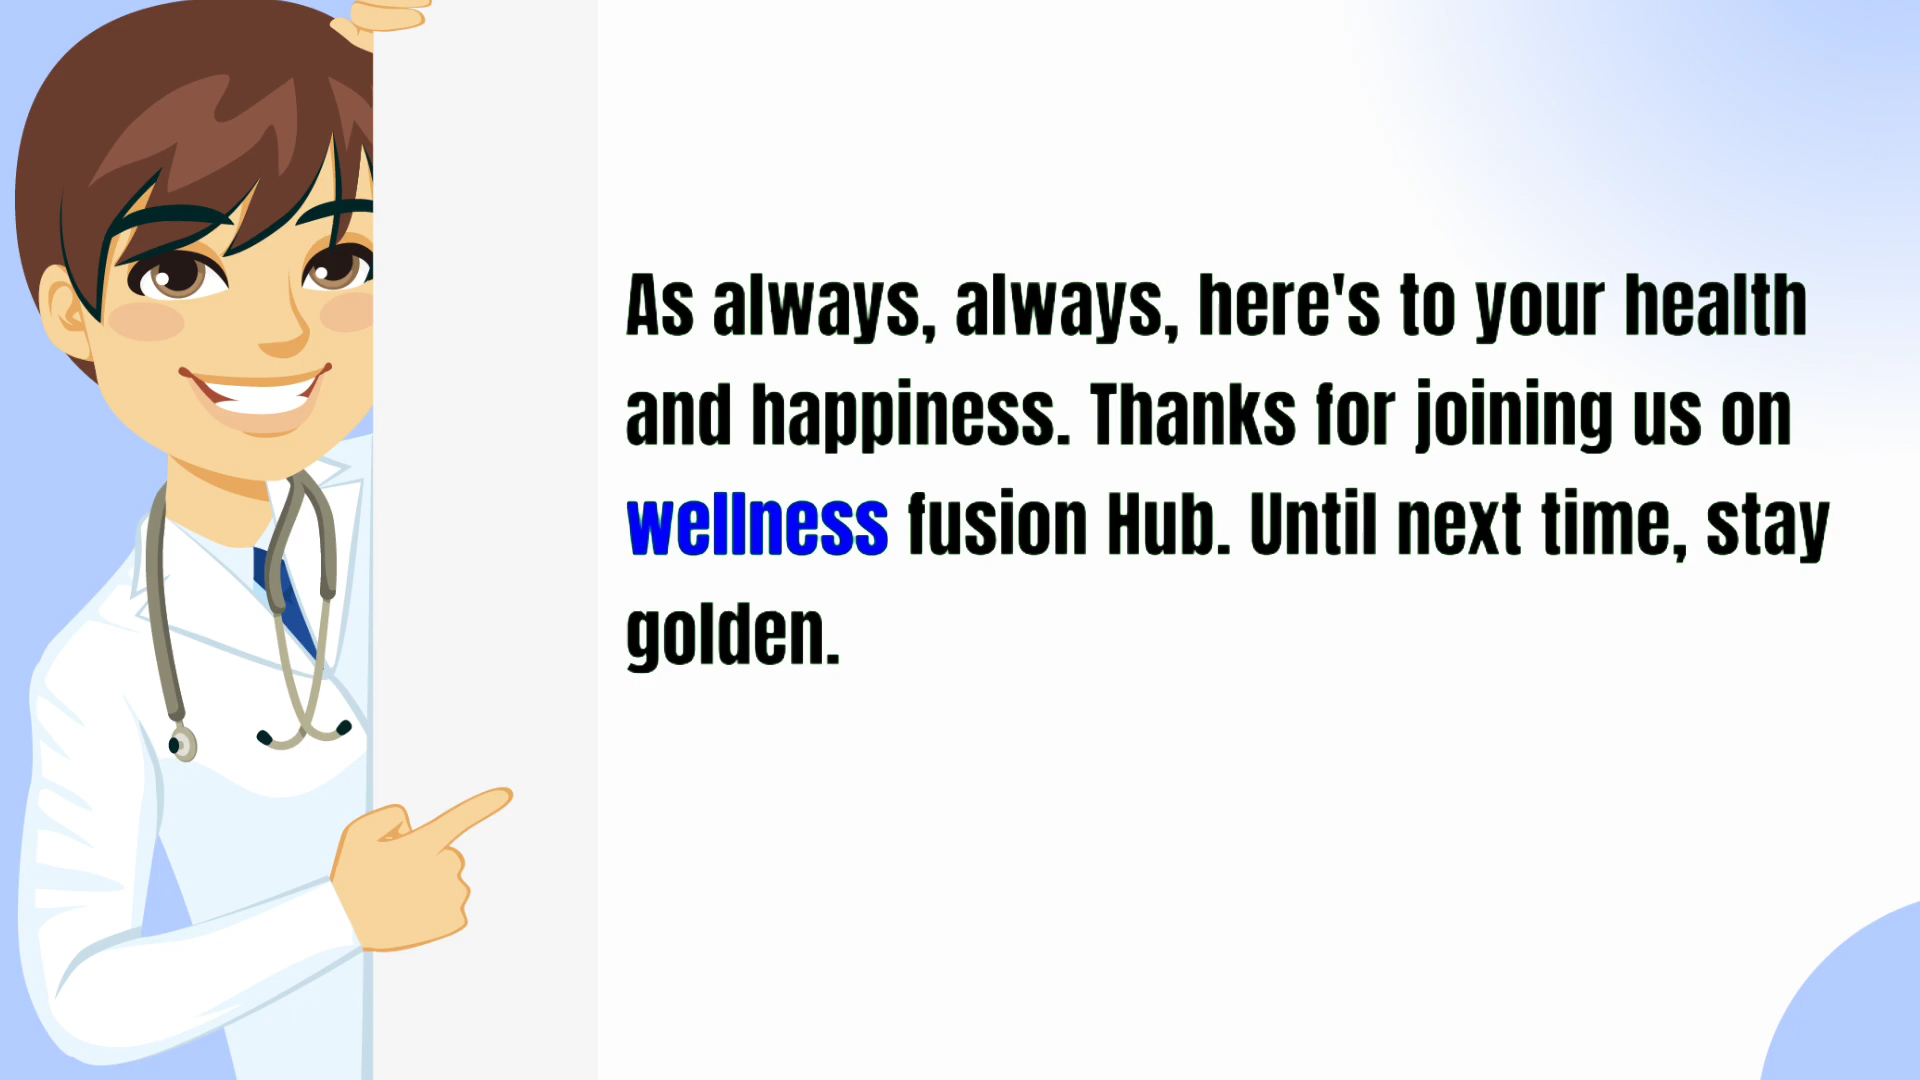 As always, always, here's to your health
and happiness. Thanks for joining us on
wellness fusion Hub. Until next time, stay
golden.